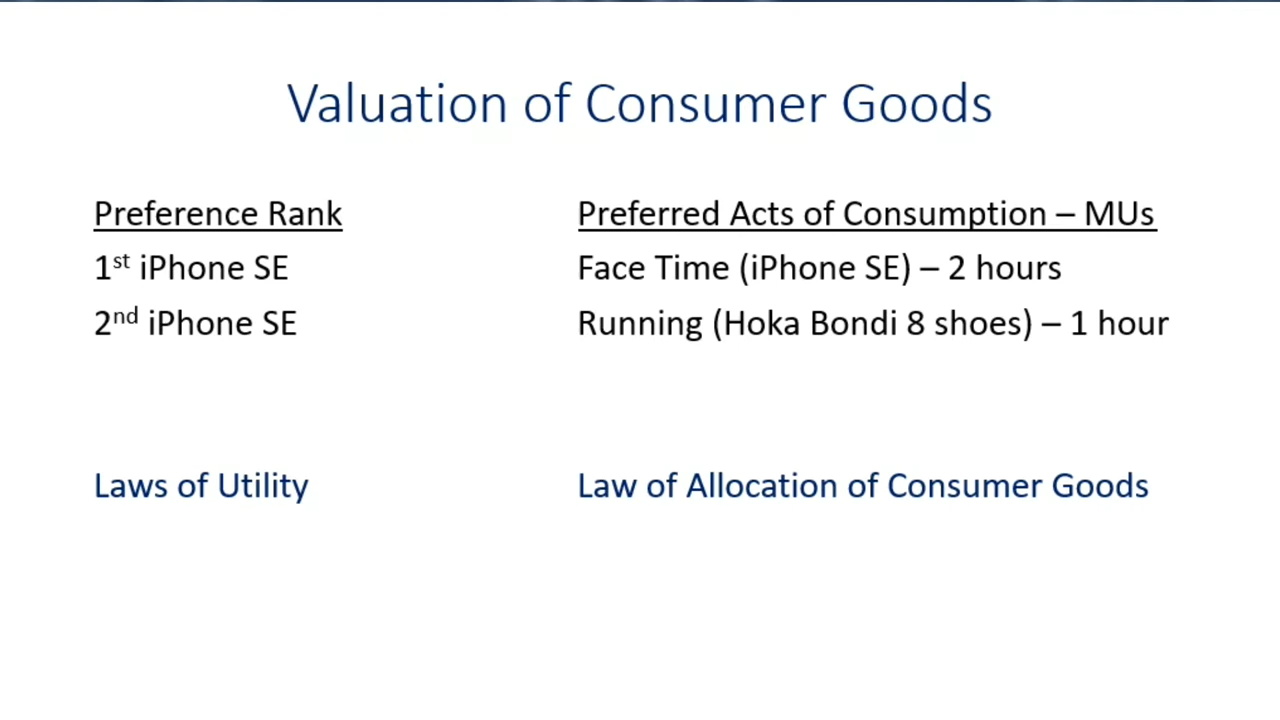 Valuation of Consumer Goods
Preference Rank
1st iPhone SE
2nd iPhone SE
Preferred Acts of Consumption – MUs
Face Time (iPhone SE) – 2 hours
Running (Hoka Bondi 8 shoes) – 1 hour
Laws of Utility
Law of Allocation of Consumer Goods